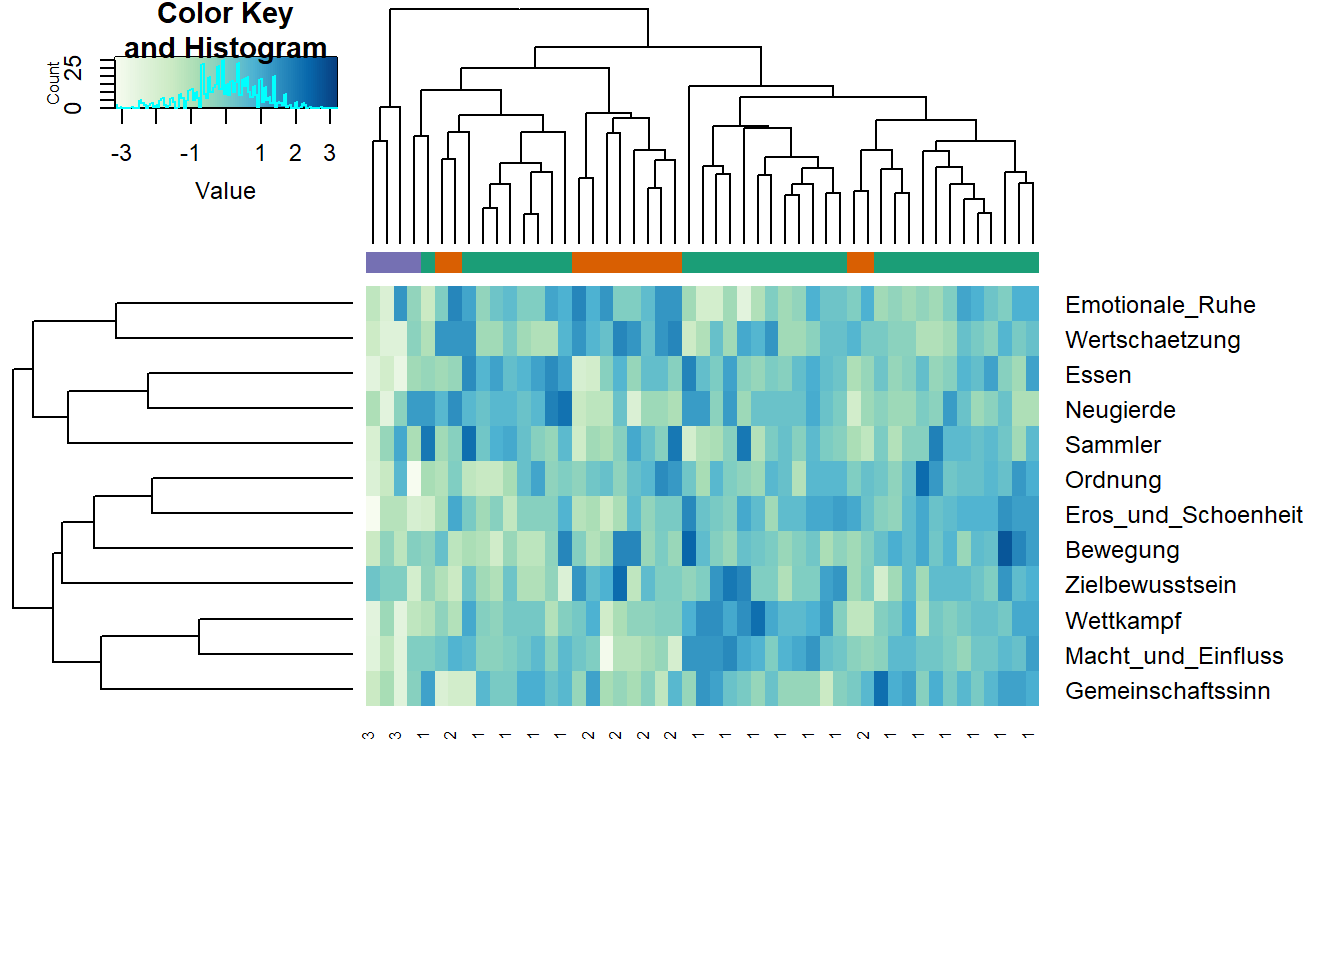 Color Key
and Histogram
Count
0 25
-3 -1 1 2 3
Value
Emotionale_Ruhe
Wertschaetzung
Essen
Neugierde
Sammler
Ordnung
Eros_und_Schoenheit
Bewegung
Zielbewusstsein
Wettkampf
Macht_und_Einfluss
Gemeinschaftssinn
3 3 1 2 1 1 1 1 2 2 2 2 1 1 1 1 1 1 2 1 1 1 1 1 1